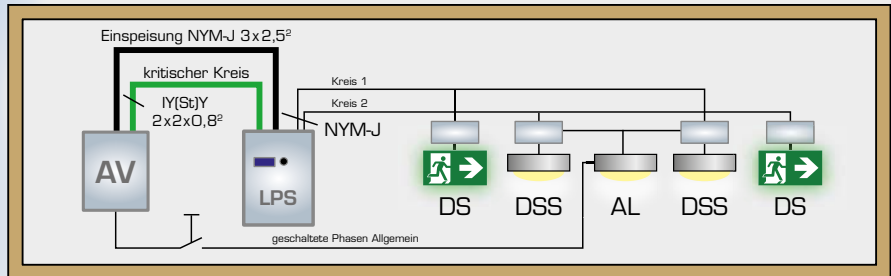 Einspeisung NYM-J 3x2,5²
kritischer Kreis
IY(St)Y
2x2x0,8²
NYM-J
Kreis 1
Kreis 2
AV
LPS
DS
DSS
AL
DSS
DS
geschaltete Phasen Allgemein